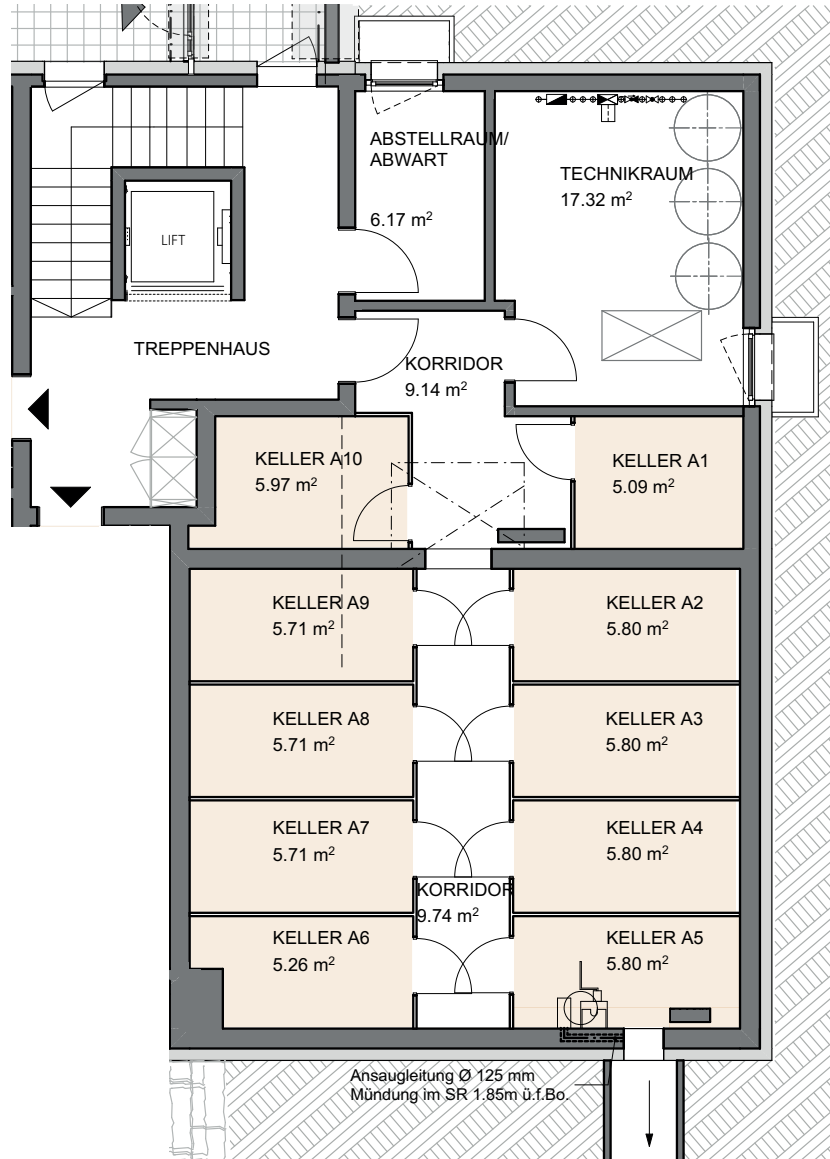 ABSTELLRAUM/
ABWART
6.17 m²
TECHNIKRAUM
17.32 m²
LIFT
TREPPENHAUS
KORRIDOR
9.14 m²
KELLER A10
5.97 m²
KELLER A1
5.09 m²
KELLER A9
5.71 m²
KELLER A2
5.80 m²
KELLER A8
5.71 m²
KELLER A3
5.80 m²
KELLER A7
5.71 m²
KELLER A4
5.80 m²
KORRIDOR
9.74 m²
KELLER A6
5.26 m²
KELLER A5
5.80 m²
Ansaugleitung Ø 125 mm
Mündung im SR 1.85m ü.f.Bo.